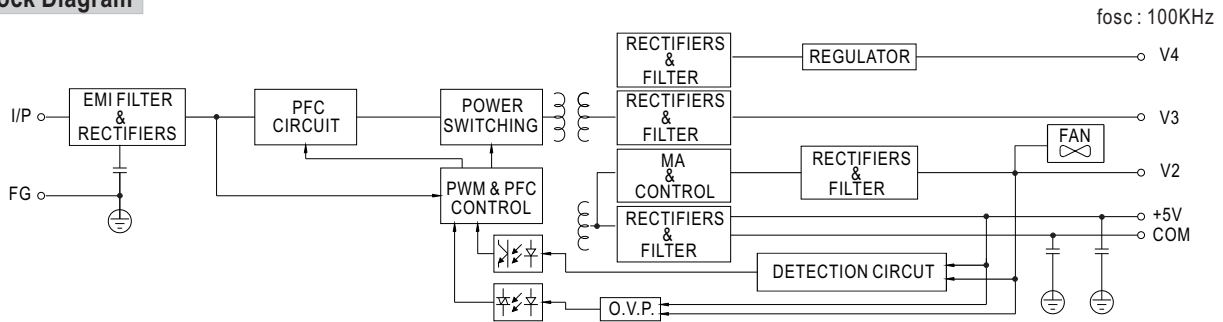 ock Diagram
fosc : 100KHz
RECTIFIERS
&
FILTER
REGULATOR
V4
I/P
EMI FILTER
&
RECTIFIERS
PFC
CIRCUIT
POWER
SWITCHING
RECTIFIERS
&
FILTER
V3
FAN
FG
PWM & PFC
CONTROL
MA
&
CONTROL
RECTIFIERS
&
FILTER
V2
RECTIFIERS
&
FILTER
+5V
COM
DETECTION CIRCUT
O.V.P.